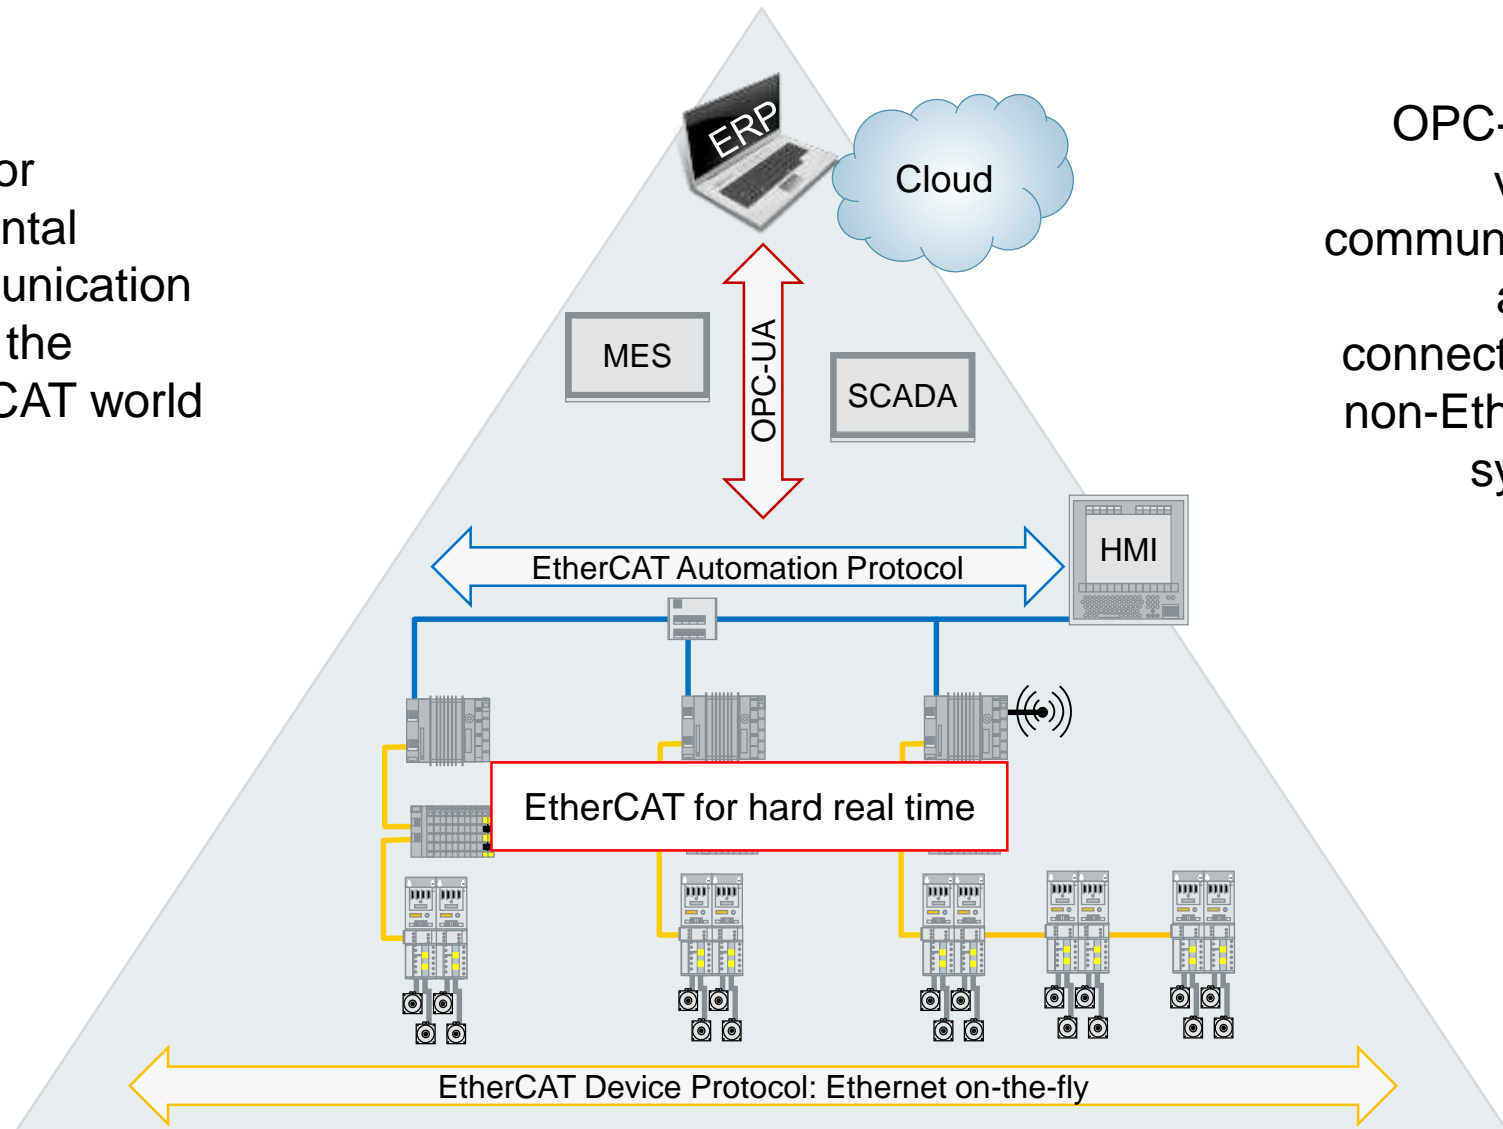 ERP
Cloud
or
ntal
unication
the
CAT world
OPC-
commun
connect
non-Eth
sy
MES
OPC-UA
SCADA
HMI
EtherCAT Automation Protocol
EtherCAT for hard real time
EtherCAT Device Protocol: Ethernet on-the-fly